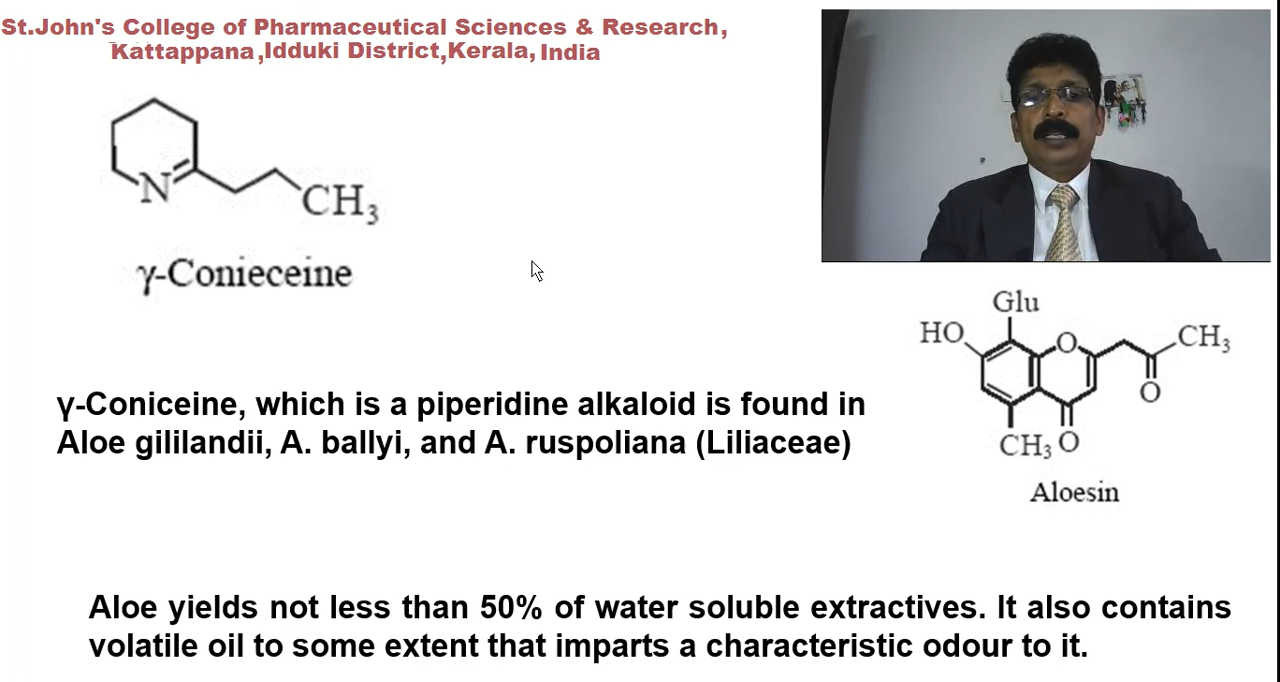 St.John's College of Pharmaceutical Sciences & Research,
Kattappana,Idduki District,Kerala, India
N
CH3
γ-Conieceine
Glu
HO
O
CH3
O
CH3 O
Aloesin
γ-Coniceine, which is a piperidine alkaloid is found in
Aloe gililandii, A. ballyi, and A. ruspoliana (Liliaceae)
Aloe yields not less than 50% of water soluble extractives. It also contains
volatile oil to some extent that imparts a characteristic odour to it.